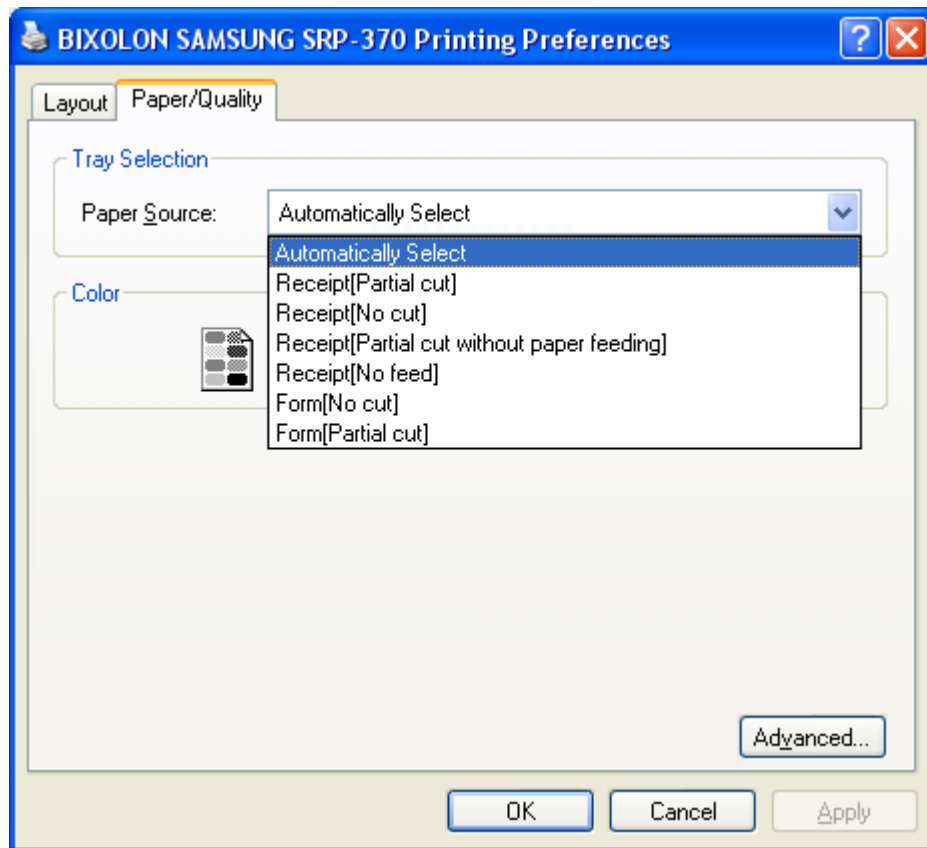 BIXOLON SAMSUNG SRP-370 Printing Preferences
Layout
Paper/Quality
Tray Selection
Paper Source:
Automatically Select
Automatically Select
Receipt[Partial cut]
Receipt[No cut]
Receipt[Partial cut without paper feeding]
Receipt[No feed]
Form[No cut]
Form[Partial cut]
Color
Advanced...
OK
Cancel
Apply